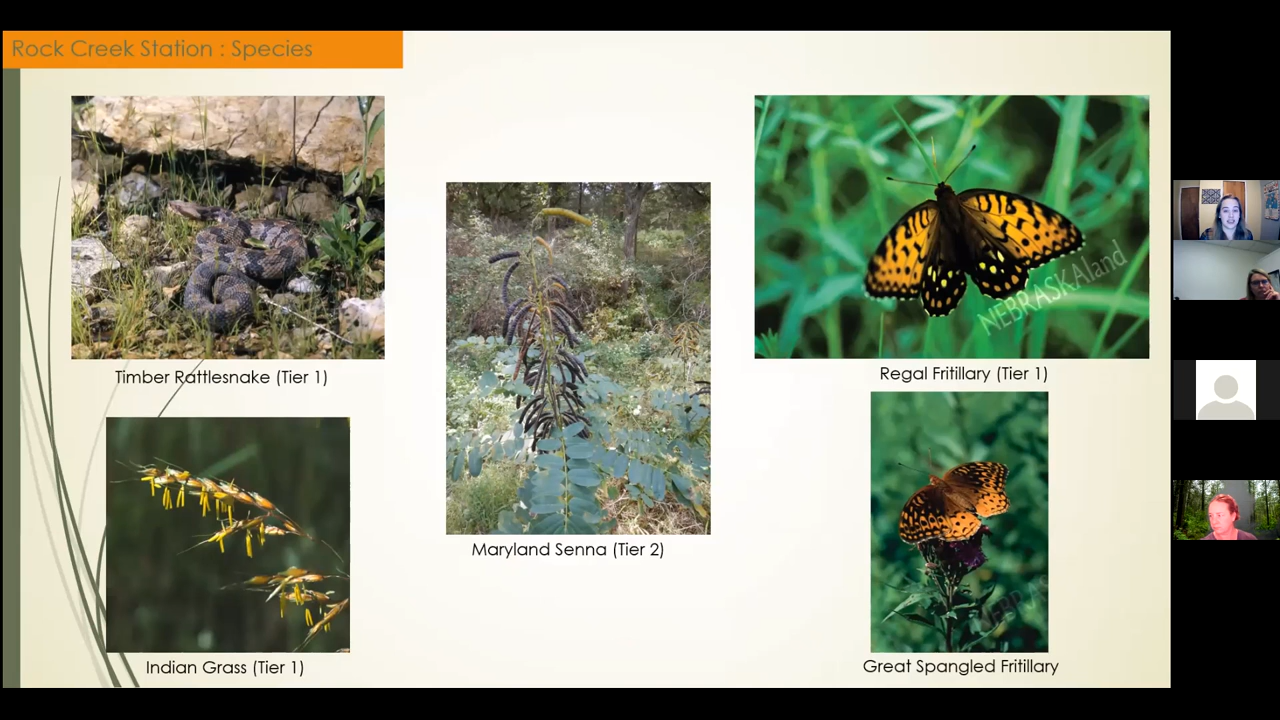 Rock Creek Station : Species
Timber Rattlesnake (Tier 1)
Indian Grass (Tier 1)
Maryland Senna (Tier 2)
NEBRASKAland
Regal Fritillary (Tier 1)
Great Spangled Fritillary